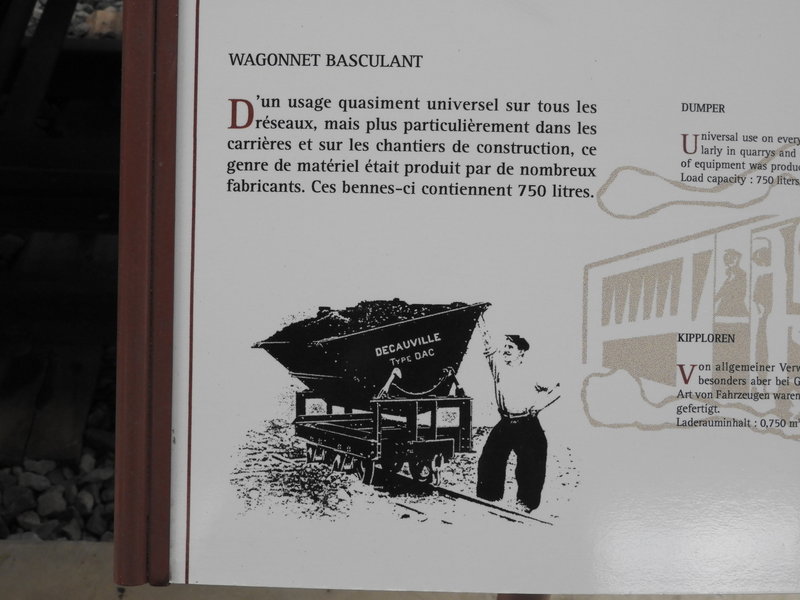 WAGONNET BASCULANT
D'un usage quasiment universel sur tous les
réseaux, mais plus particulièrement dans les
carrières et sur les chantiers de construction, ce
genre de matériel était produit par de nombreux
fabricants. Ces bennes-ci contiennent 750 litres.
DECAUVILLE
TYPE DAC
DUMPER
Universal use on every
larly in quarrys and
of equipment was produ
Load capacity : 750 liters.
KIPPLOREN
Von allgemeiner Verw
besonders aber bei G
Art von Fahrzeugen waren
gefertigt.
Laderauminhalt : 0,750 m³